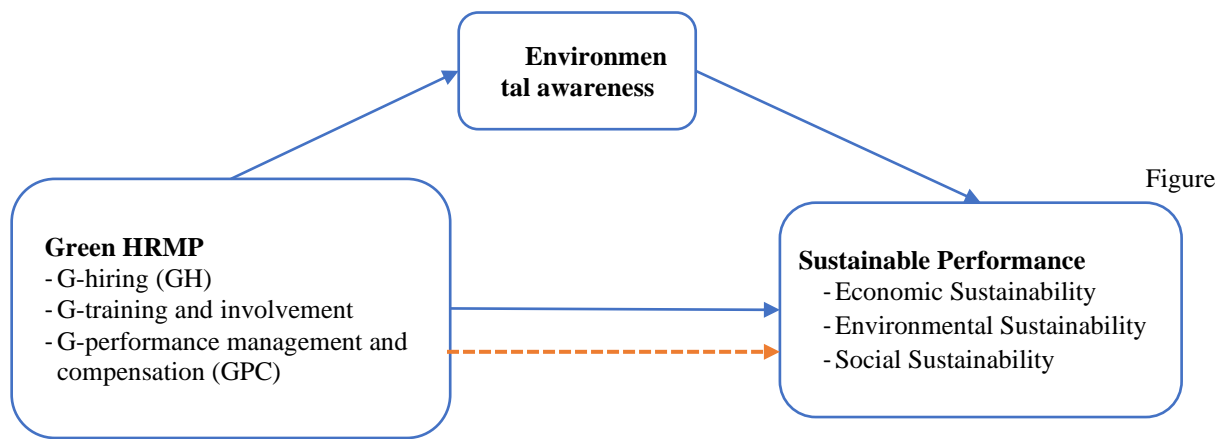 Environmen
tal awareness
Figure
Green HRMP
- G-hiring (GH)
- G-training and involvement
- G-performance management and
compensation (GPC)
Sustainable Performance
- Economic Sustainability
- Environmental Sustainability
- Social Sustainability